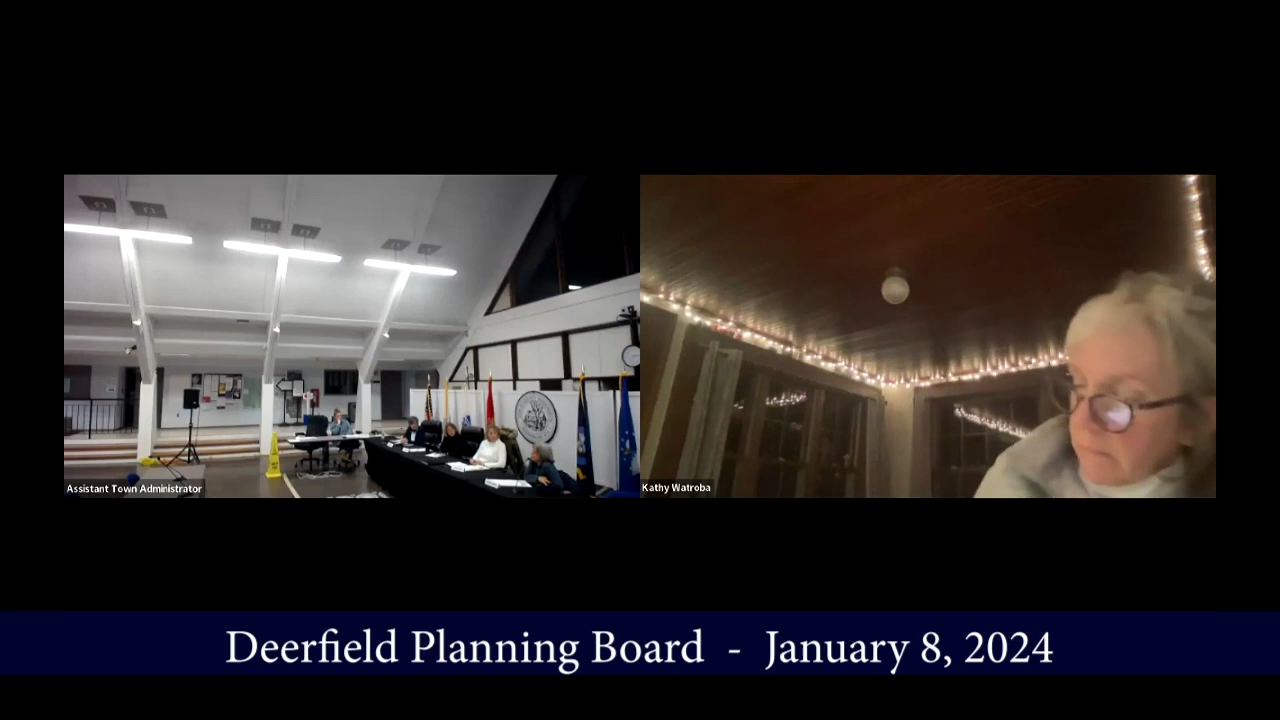 Assistant Town Administrator
Kathy Watroba
Deerfield Planning Board - January 8, 2024